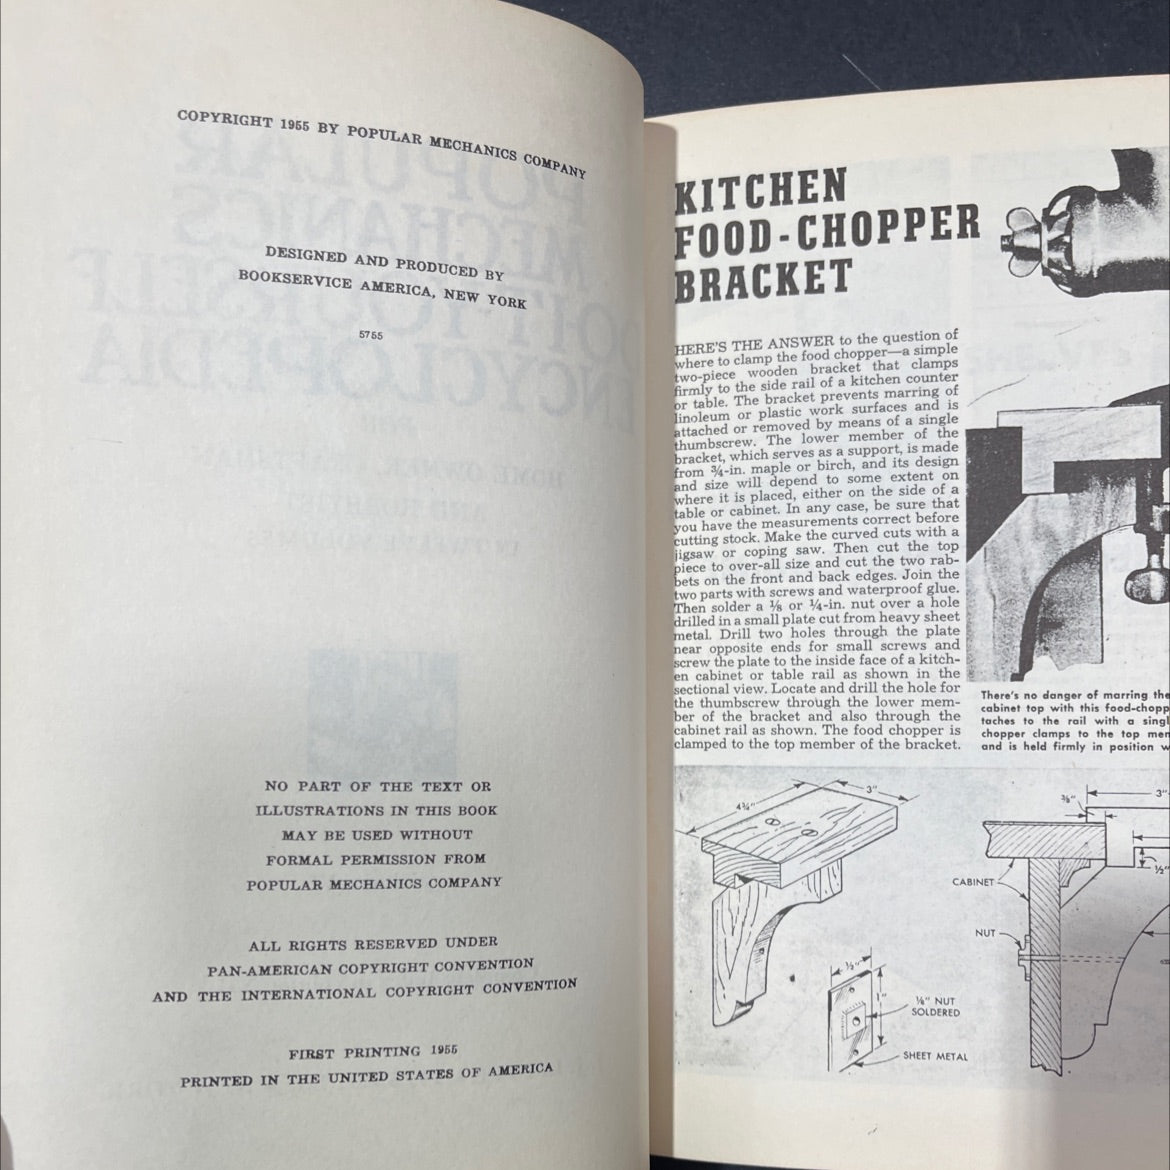 COPYRIGHT 1955 BY POPULAR MECHANICS COMPANY
DESIGNED AND PRODUCED BY
BOOKSERVICE AMERICA, NEW YORK
5755
NO PART OF THE TEXT OR
ILLUSTRATIONS IN THIS BOOK
MAY BE USED WITHOUT
FORMAL PERMISSION FROM
POPULAR MECHANICS COMPANY
ALL RIGHTS RESERVED UNDER
PAN-AMERICAN COPYRIGHT CONVENTION
AND THE INTERNATIONAL COPYRIGHT CONVENTION
FIRST PRINTING 1955
PRINTED IN THE UNITED STATES OF AMERICA
KITCHEN
FOOD-CHOPPER
BRACKET
HERE'S THE ANSWER to the question of
where to clamp the food chopper—a simple
two-piece wooden bracket that clamps
firmly to the side rail of a kitchen counter
or table. The bracket prevents marring of
linoleum or plastic work surfaces and is
attached or removed by means of a single
thumbscrew. The lower member of the
bracket, which serves as a support, is made
from ¾-in. maple or birch, and its design
and size will depend to some extent on
where it is placed, either on the side of a
table or cabinet. In any case, be sure that
you have the measurements correct before
cutting stock. Make the curved cuts with a
jigsaw or coping saw. Then cut the top
piece to over-all size and cut the two rab-
bets on the front and back edges. Join the
two parts with screws and waterproof glue.
Then solder a ⅛ or ¼-in. nut over a hole
drilled in a small plate cut from heavy sheet
metal. Drill two holes through the plate
near opposite ends for small screws and
screw the plate to the inside face of a kitch-
en cabinet or table rail as shown in the
sectional view. Locate and drill the hole for
the thumbscrew through the lower mem-
ber of the bracket and also through the
cabinet rail as shown. The food chopper is
clamped to the top member of the bracket.
There's no danger of marring the
cabinet top with this food-chopp
taches to the rail with a singl
chopper clamps to the top mem
and is held firmly in position w
4¾"
3"
½"
1"
⅛" NUT
SOLDERED
SHEET METAL
⅜"
3"
½"
CABINET
NUT